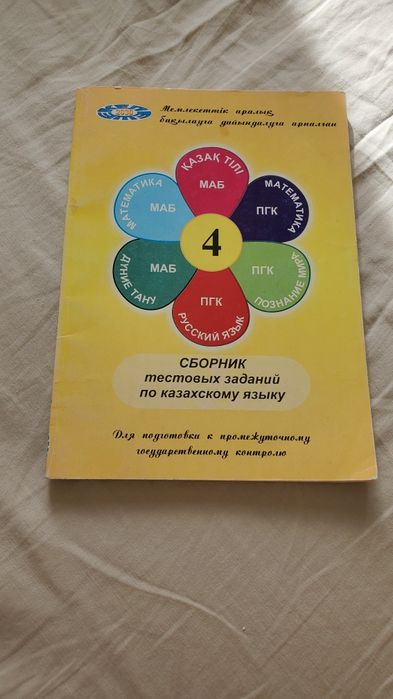 2030
Мемлекеттік аралық
бақылауға дайындалуға арналған
ҚАЗАҚ ТІЛІ
МАБ
МАТЕМАТИКА
МАБ
МАТЕМАТИКА
ПГК
4
ДҮНИЕ ТАНУ
МАБ
ПОЗНАНИЕ МИРА
ПГК
ПГК
РУССКИЙ ЯЗЫК
СБОРНИК
тестовых заданий
по казахскому языку
Для подготовки к промежуточному
государственному контролю